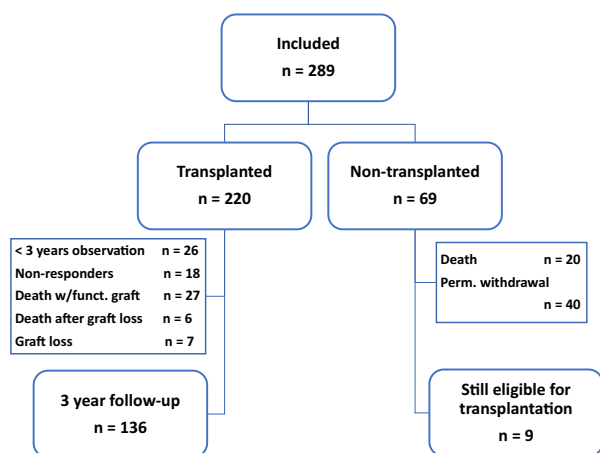 Included
n = 289
Transplanted
n = 220
Non-transplanted
n = 69
< 3 years observation n = 26
Non-responders n = 18
Death w/funct. graft n = 27
Death after graft loss n = 6
Graft loss n = 7
Death n = 20
Perm. withdrawal
n = 40
3 year follow-up
n = 136
Still eligible for
transplantation
n = 9